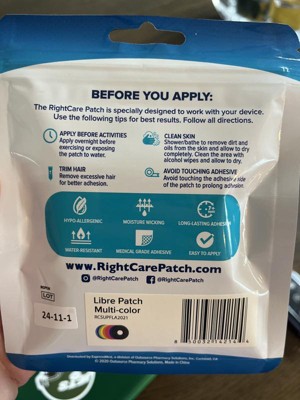 BEFORE YOU APPLY:
The RightCare Patch is specially designed to work with your device.
Use the following tips for best results. Follow all directions.
APPLY BEFORE ACTIVITIES
Apply overnight before
exercising or exposing
the patch to water.
CLEAN SKIN
Shower/bathe to remove dirt and
oils from the skin and allow to dry
completely. Clean the area with
alcohol wipes and allow to dry.
TRIM HAIR
Remove excessive hair
for better adhesion.
AVOID TOUCHING ADHESIVE
Avoid touching the adhesive side
of the patch to prolong adhesion.
HYPO-ALLERGENIC
MOISTURE WICKING
LONG-LASTING ADHESIVE
WATER-RESISTANT
MEDICAL GRADE ADHESIVE
EASY TO APPLY
www.RightCarePatch.com
@RightCarePatch
@RightCarePatch
LOT
24-11-1
Libre Patch
Multi-color
RCSUPFLA2021